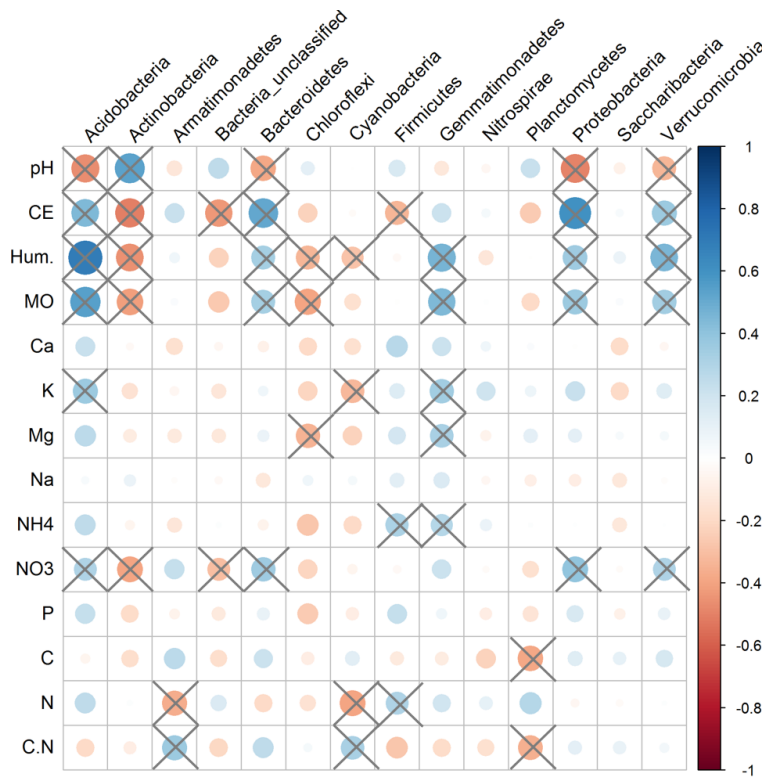 Acidobacteria
Actinobacteria
Armatimonadetes
Bacteria_unclassified
Bacteroidetes
Chloroflexi
Cyanobacteria
Firmicutes
Gemmatimonadetes
Nitrospirae
Planctomycetes
Proteobacteria
Saccharibacteria
Verrucomicrobia
pH
CE
Hum.
MO
Ca
K
Mg
Na
NH4
NO3
P
C
N
C.N
1
0.8
0.6
0.4
0.2
0
-0.2
-0.4
-0.6
-0.8
-1